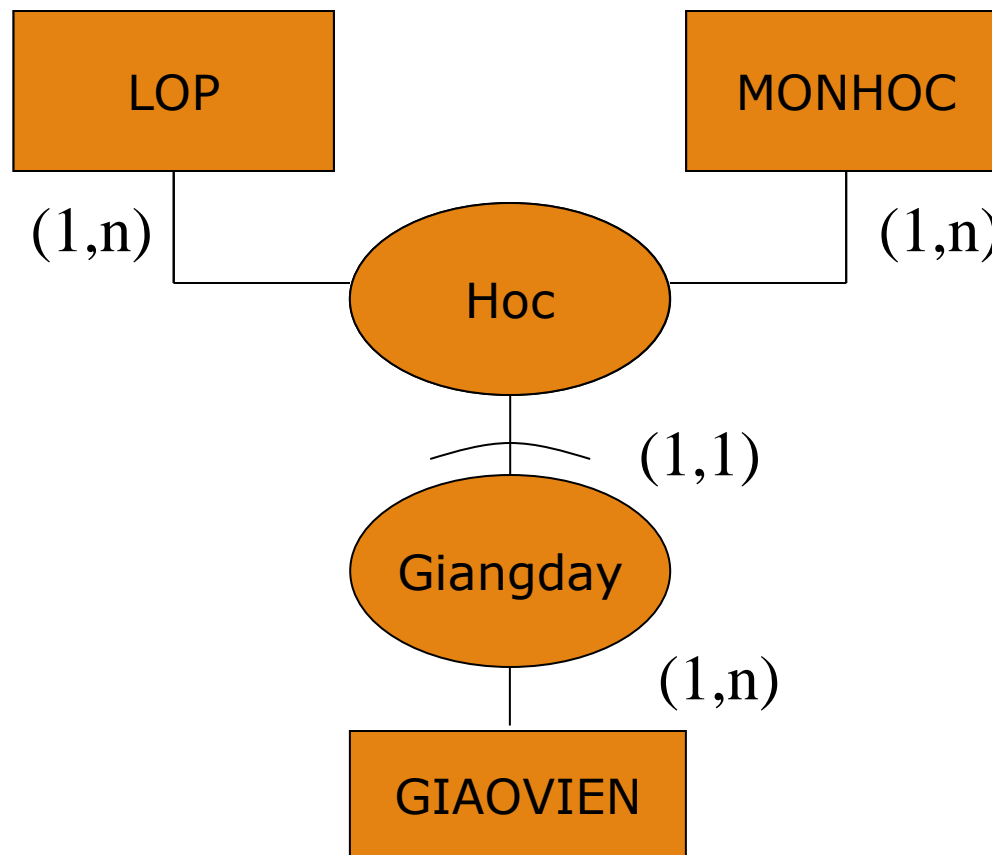 LOP
MONHOC
(1,n)
(1,n)
Hoc
(1,1)
Giangday
(1,n)
GIAOVIEN